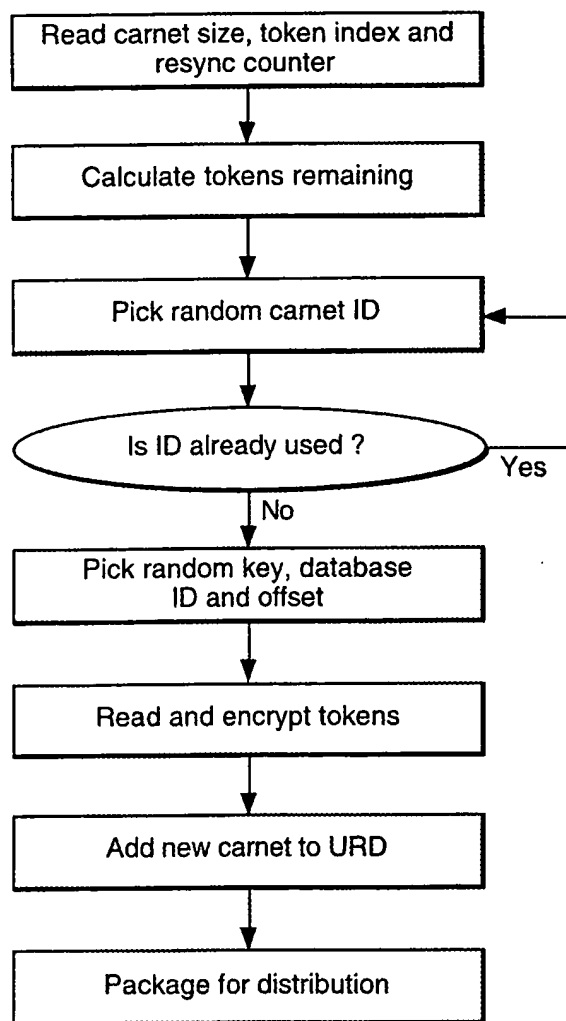 Read carnet size, token index and
resync counter
Calculate tokens remaining
Pick random carnet ID
Is ID already used ?
Yes
No
Pick random key, database
ID and offset
Read and encrypt tokens
Add new carnet to URD
Package for distribution